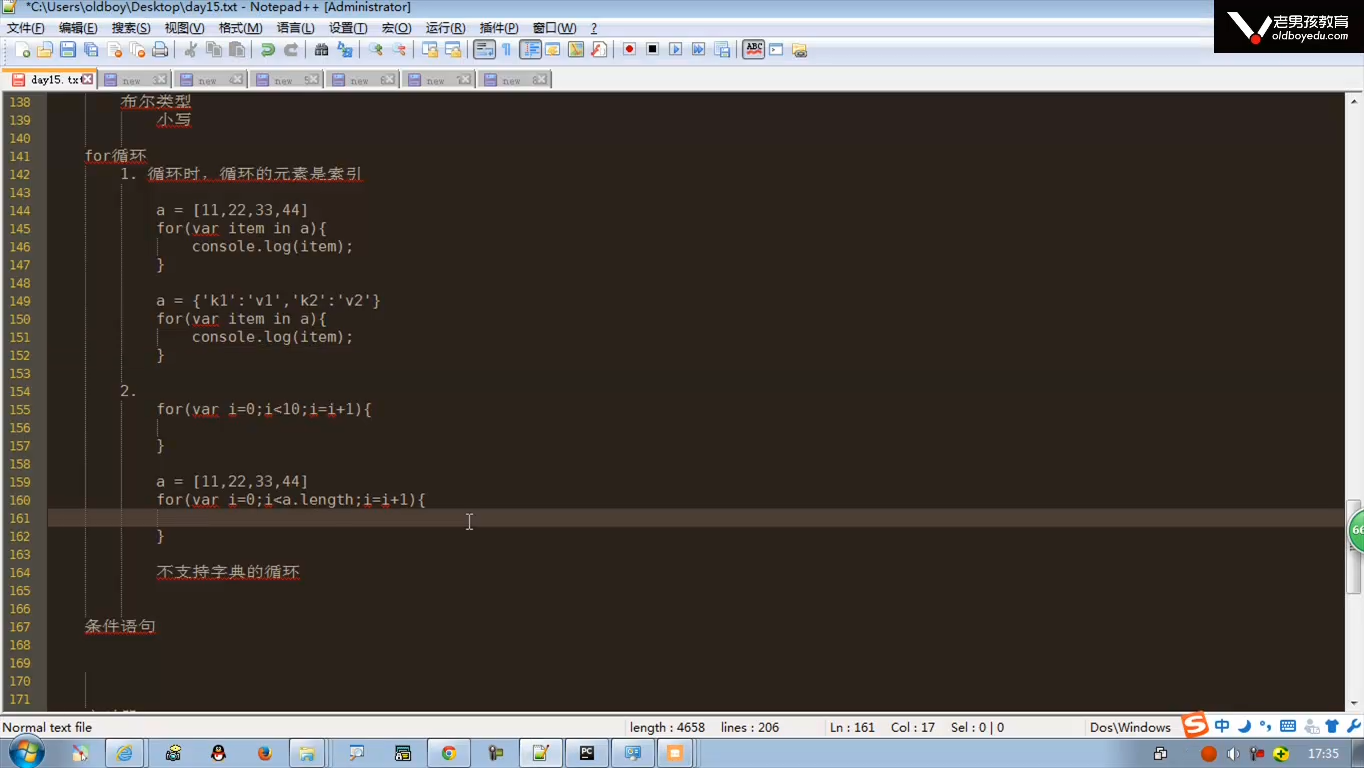 *C:\Users\oldboy\Desktop\day15.txt - Notepad++ [Administrator]
文件(F) 编辑(E) 搜索(S) 视图(V) 格式(M) 语言(L) 设置(T) 宏(O) 运行(R) 插件(P) 窗口(W) ?
老男孩教育
oldboyedu.com
day15.txt new new new 5 new 6 new 7 new 8
138 布尔类型
139 小写
140
141 for循环
142 1. 循环时，循环的元素是索引
143
144 a = [11,22,33,44]
145 for(var item in a){
146 console.log(item);
147 }
148
149 a = {'k1':'v1','k2':'v2'}
150 for(var item in a){
151 console.log(item);
152 }
153
154 2.
155 for(var i=0;i<10;i=i+1){
156
157 }
158
159 a = [11,22,33,44]
160 for(var i=0;i<a.length;i=i+1){
161
162 }
163
164 不支持字典的循环
165
166
167 条件语句
168
169
170
171
66
Normal text file length : 4658 lines : 206 Ln : 161 Col : 17 Sel : 0 | 0 Dos\Windows 中
17:35